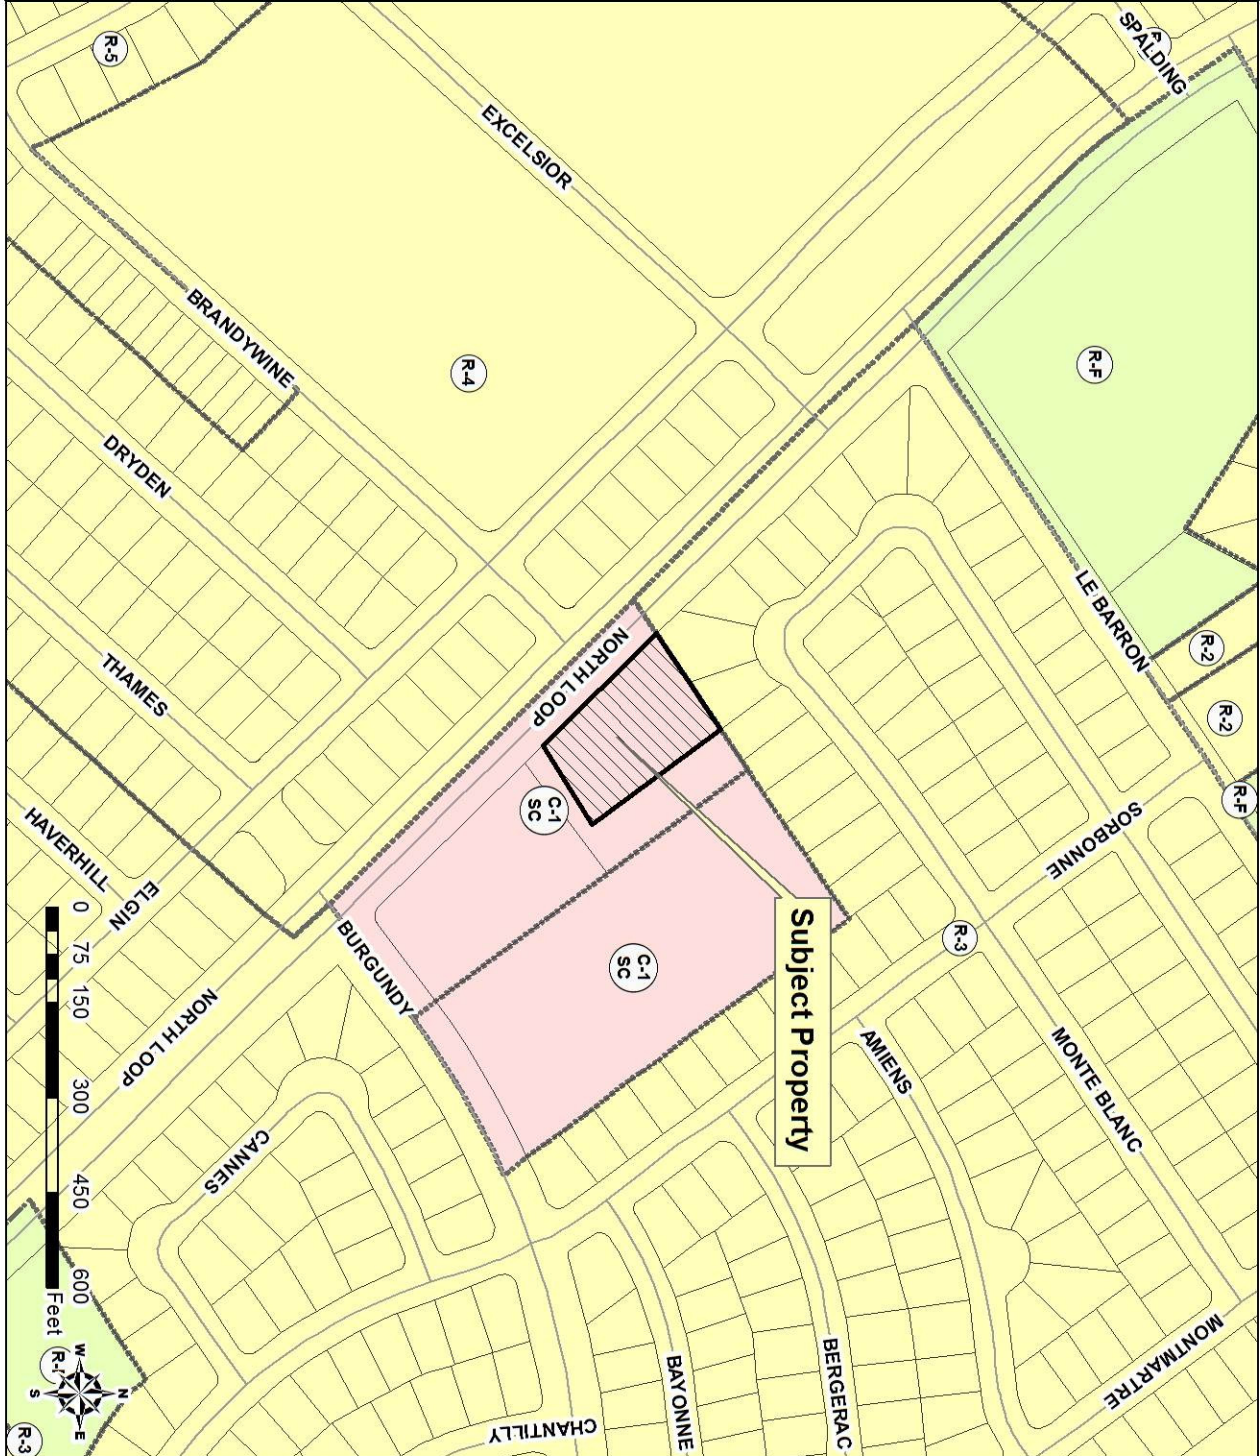 SPALDING
R-5
EXCELSIOR
R-F
R-4
BRANDYWINE
DRYDEN
THAMES
HAVERHILL
ELGIN
NORTH LOOP
LE BARRON
R-2
R-2
R-F
SORBONNE
C-1
SC
C-1
SC
Subject Property
R-3
BURGUNDY
NORTH LOOP
AMIENS
MONTE BLANC
CANNES
MONTMARTRE
BERGERAC
BAYONNE
CHANTILLY
0 75 150 300 450 600
Feet
W
N
S
E
R-3